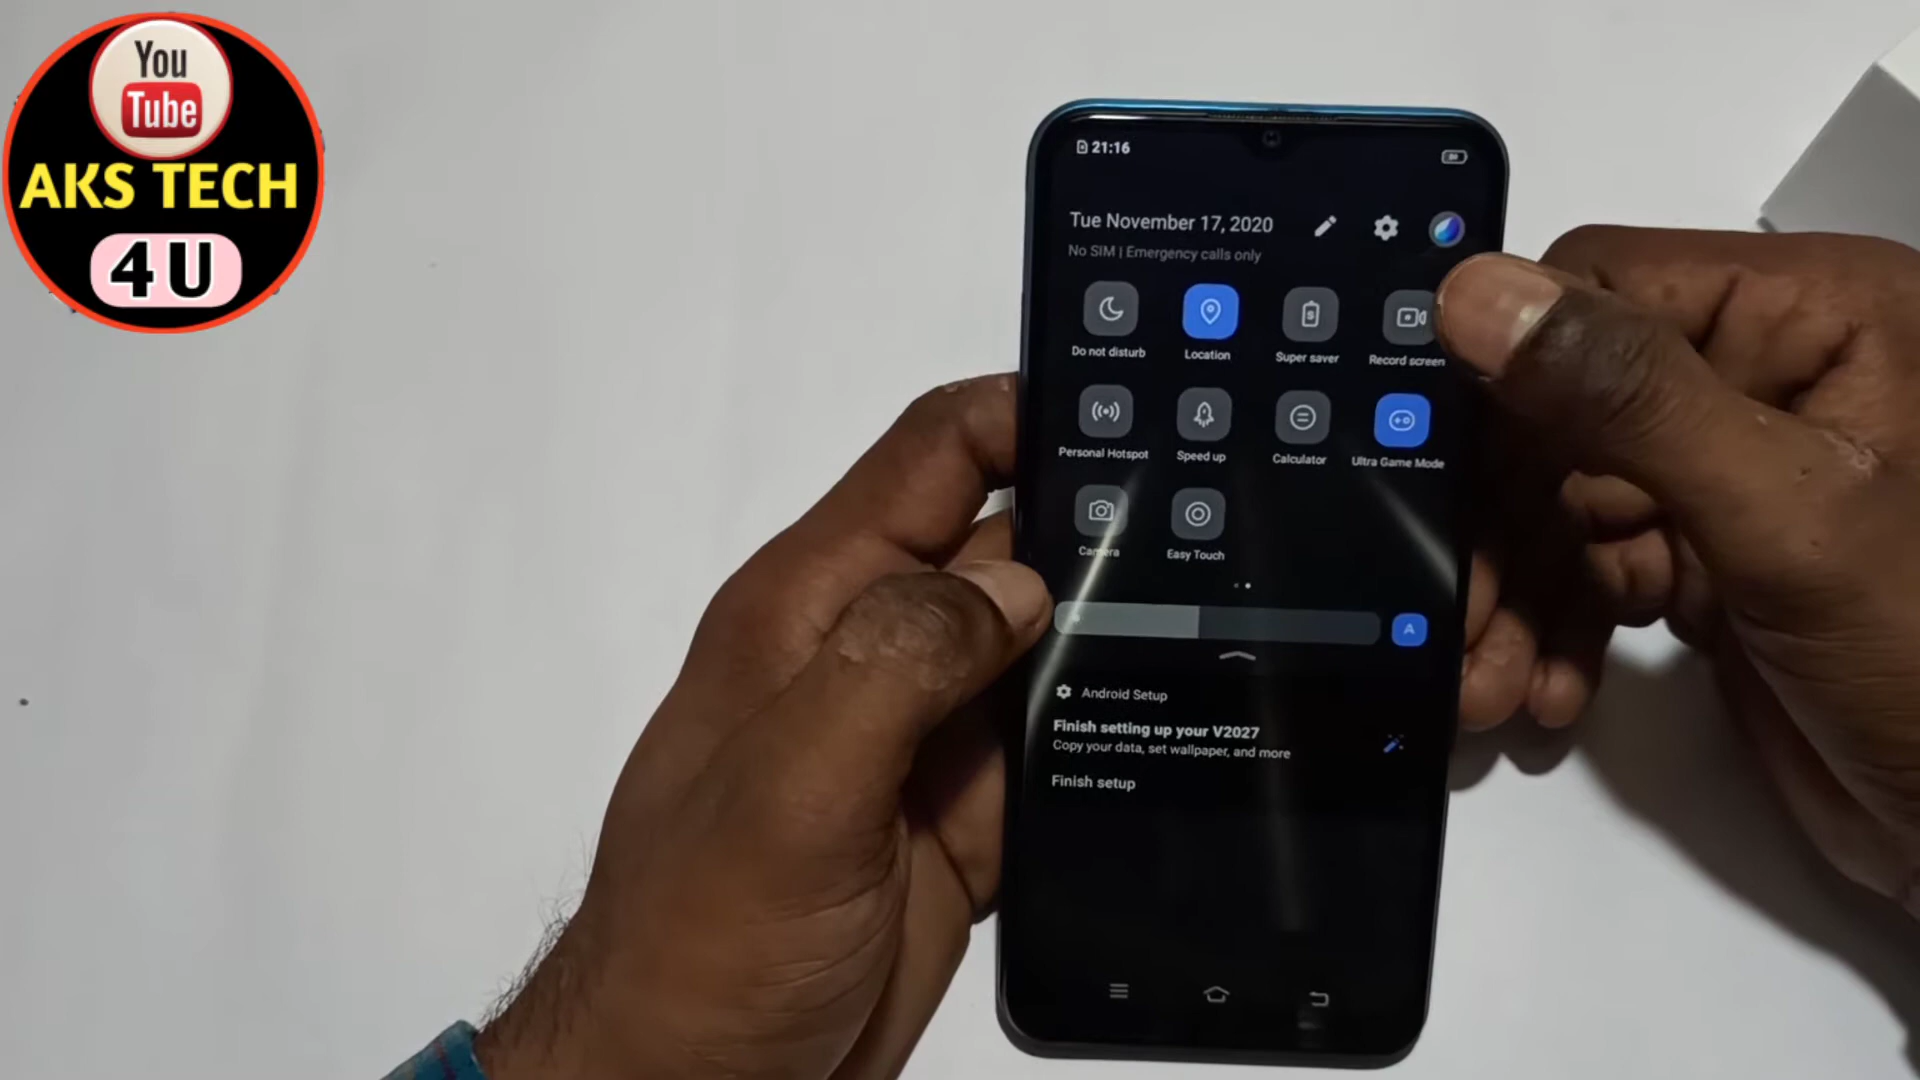 You
Tube
AKS TECH
4 U
21:16
Tue November 17, 2020
No SIM | Emergency calls only
Do not disturb
Location
Super saver
Record screen
Personal Hotspot
Speed up
Calculator
Ultra Game Mode
Camera
Easy Touch
A
Android Setup
Finish setting up your V2027
Copy your data, set wallpaper, and more
Finish setup